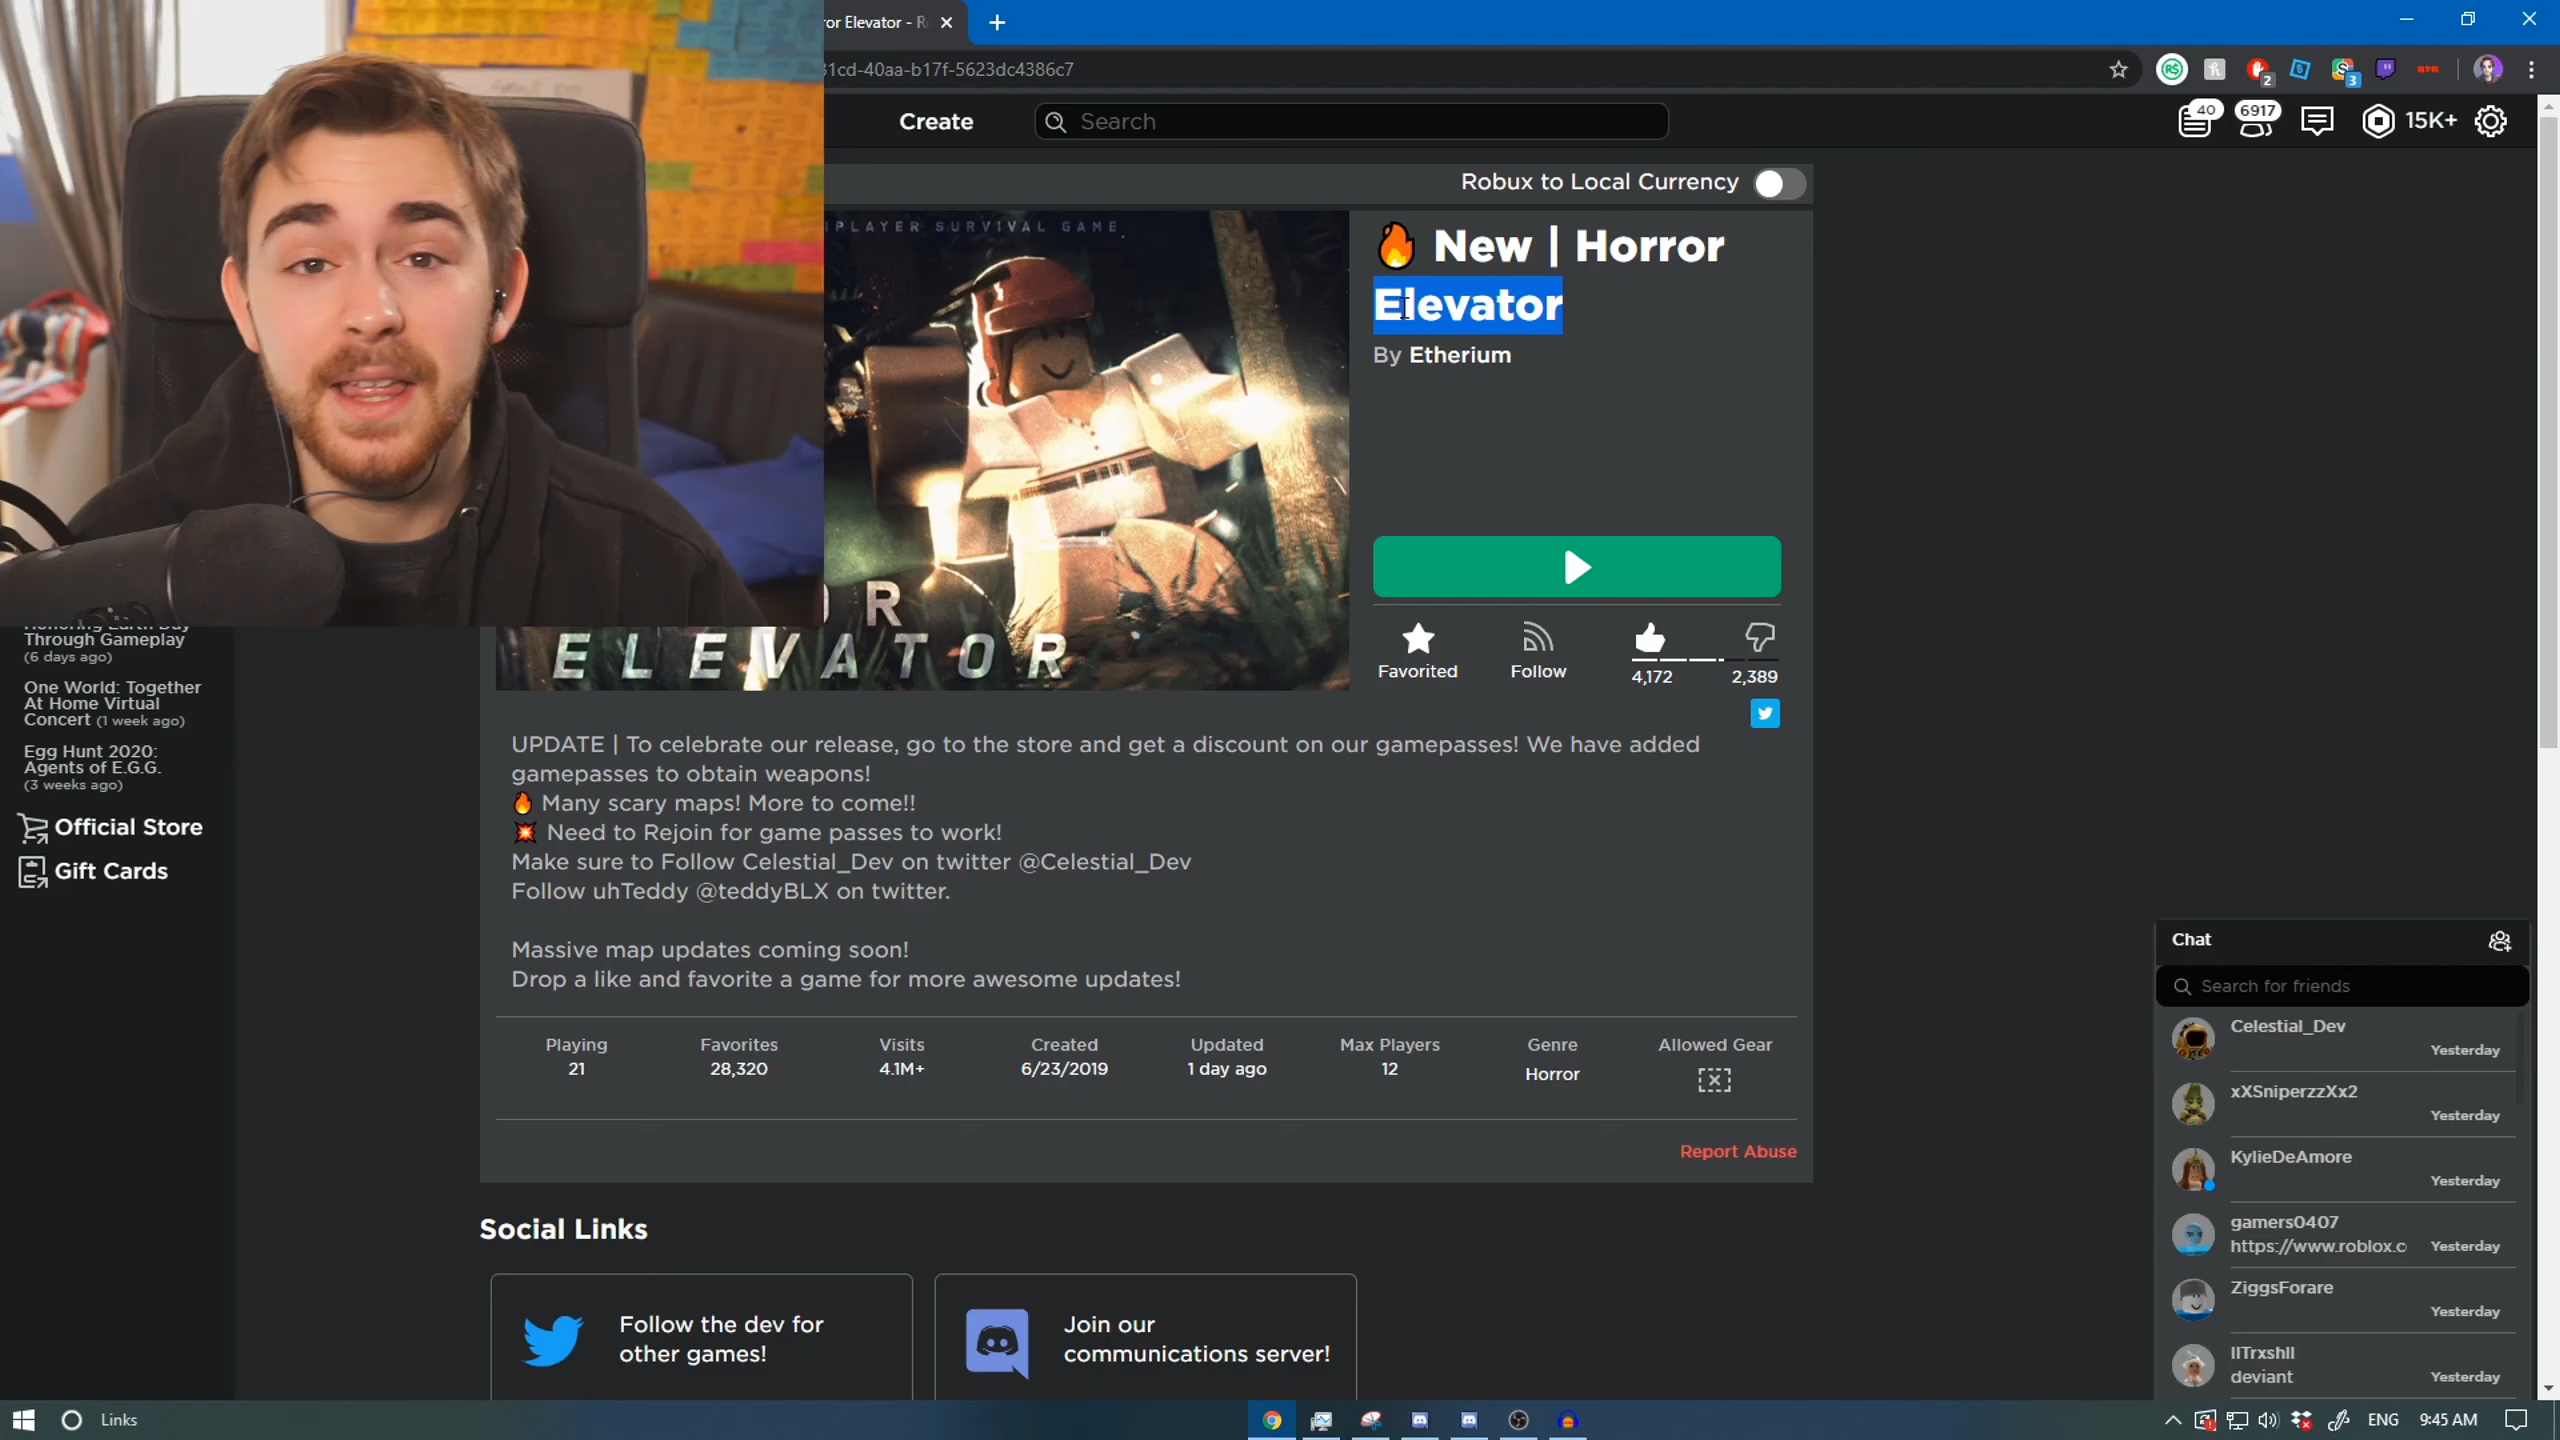 ror Elevator - R
31cd-40aa-b17f-5623dc4386c7
2
3
Create
Search
40
6917
15K+
Robux to Local Currency
PLAYER SURVIVAL GAME
OR
ELEVATOR
🔥 New | Horror
Elevator
By Etherium
Favorited
Follow
4,172
2,389
Honoring Earth Day
Through Gameplay
(6 days ago)
One World: Together
At Home Virtual
Concert (1 week ago)
Egg Hunt 2020:
Agents of E.G.G.
(3 weeks ago)
Official Store
Gift Cards
UPDATE | To celebrate our release, go to the store and get a discount on our gamepasses! We have added
gamepasses to obtain weapons!
🔥 Many scary maps! More to come!!
💥 Need to Rejoin for game passes to work!
Make sure to Follow Celestial_Dev on twitter @Celestial_Dev
Follow uhTeddy @teddyBLX on twitter.
Massive map updates coming soon!
Drop a like and favorite a game for more awesome updates!
Playing Favorites Visits Created Updated Max Players Genre Allowed Gear
21 28,320 4.1M+ 6/23/2019 1 day ago 12 Horror
Report Abuse
Social Links
Follow the dev for
other games!
Join our
communications server!
Chat
Search for friends
Celestial_Dev
Yesterday
xXSniperzzXx2
Yesterday
KylieDeAmore
Yesterday
gamers0407
https://www.roblox.c Yesterday
ZiggsForare
Yesterday
IlTrxshIl
deviant Yesterday
Links
ENG 9:45 AM